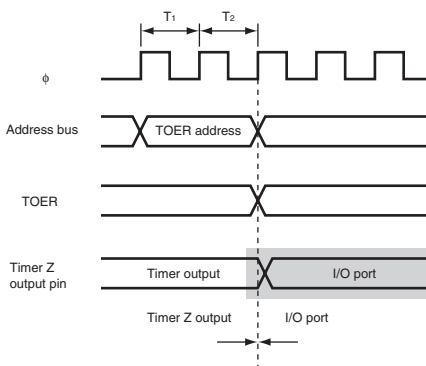 T1 T2
φ
Address bus TOER address
TOER
Timer Z
output pin
Timer output I/O port
Timer Z output I/O port